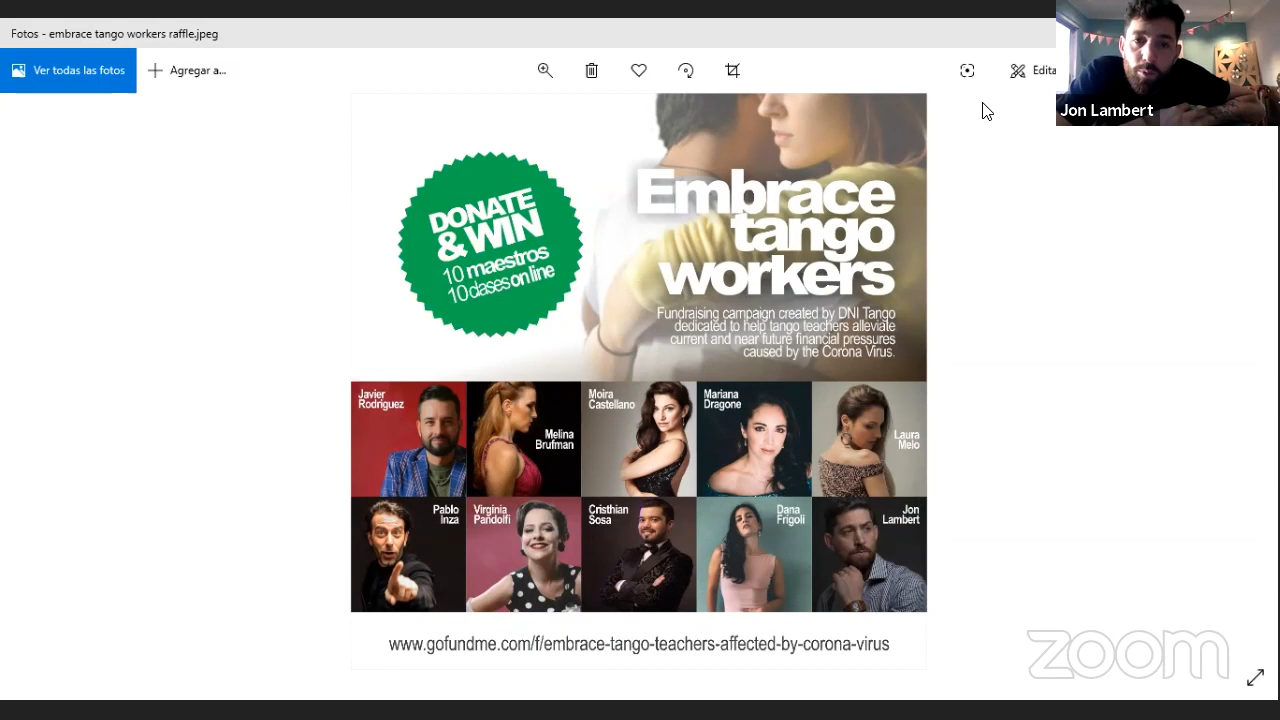 Fotos - embrace tango workers raffle.jpeg
Ver todas las fotos
Agregar a...
Edita
Jon Lambert
DONATE
& WIN
10 maestros
10 clases on line
Embrace
tango
workers
Fundraising campaign created by DNI Tango
dedicated to help tango teachers alleviate
current and near future financial pressures
caused by the Corona Virus.
Javier
Rodriguez
Melina
Brufman
Moira
Castellano
Mariana
Dragone
Laura
Melo
Pablo
Inza
Virginia
Pandolfi
Cristhian
Sosa
Dana
Frigoli
Jon
Lambert
www.gofundme.com/f/embrace-tango-teachers-affected-by-corona-virus
zoom